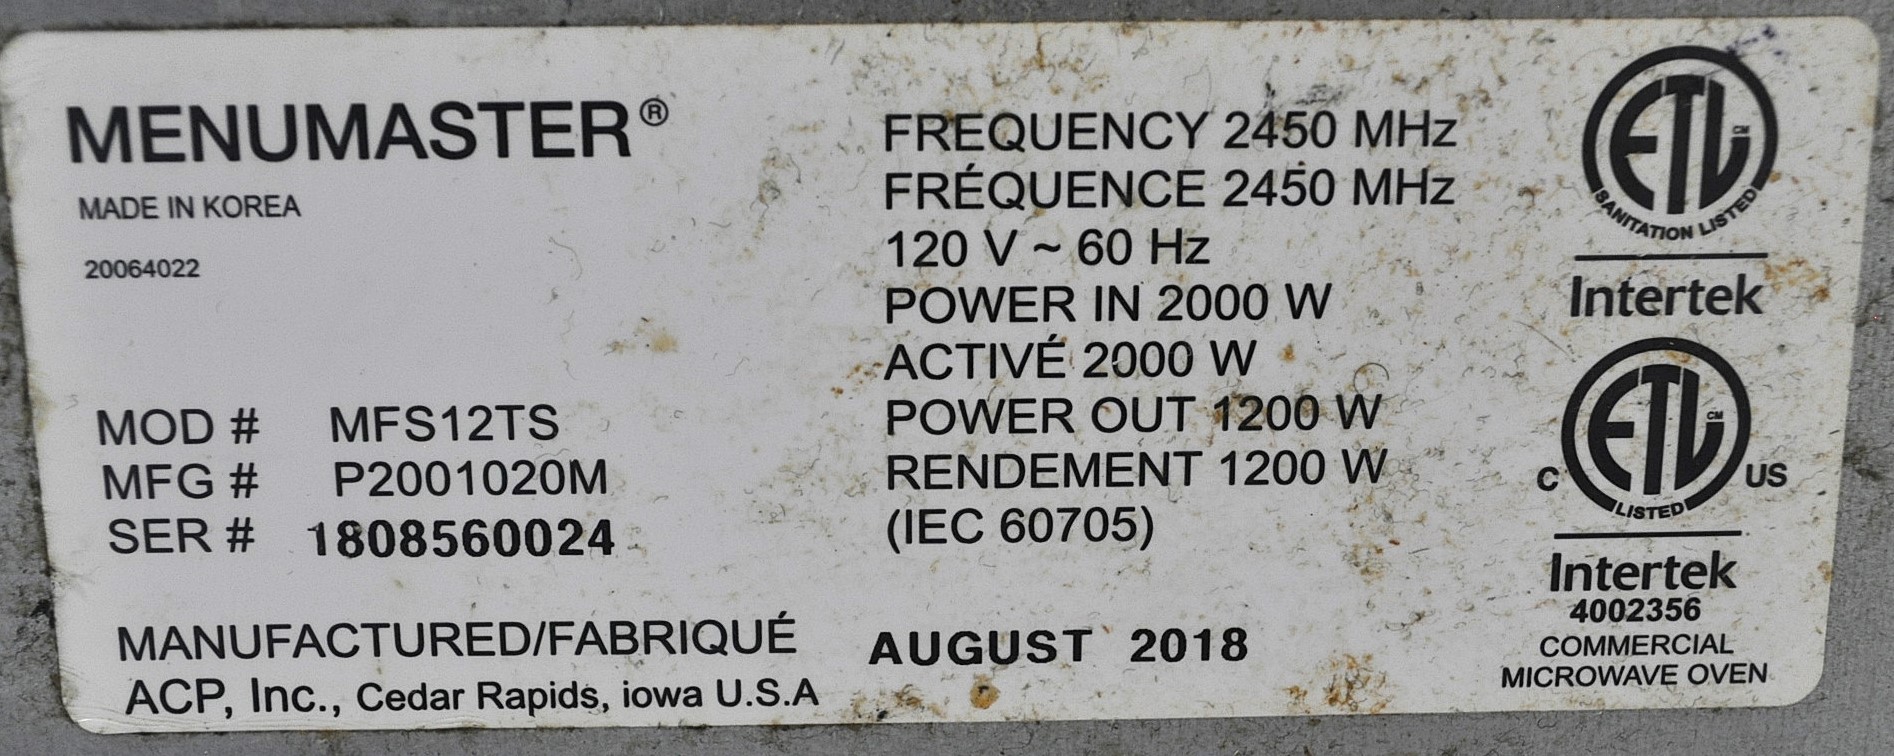 MENUMASTER®
MADE IN KOREA
20064022
MOD # MFS12TS
MFG # P2001020M
SER # 1808560024
MANUFACTURED/FABRIQUÉ AUGUST 2018
ACP, Inc., Cedar Rapids, iowa U.S.A
FREQUENCY 2450 MHz
FRÉQUENCE 2450 MHz
120 V ~ 60 Hz
POWER IN 2000 W
ACTIVÉ 2000 W
POWER OUT 1200 W
RENDEMENT 1200 W
(IEC 60705)
ETL CM
SANITATION LISTED
Intertek
C ETL CM US
LISTED
Intertek
4002356
COMMERCIAL
MICROWAVE OVEN